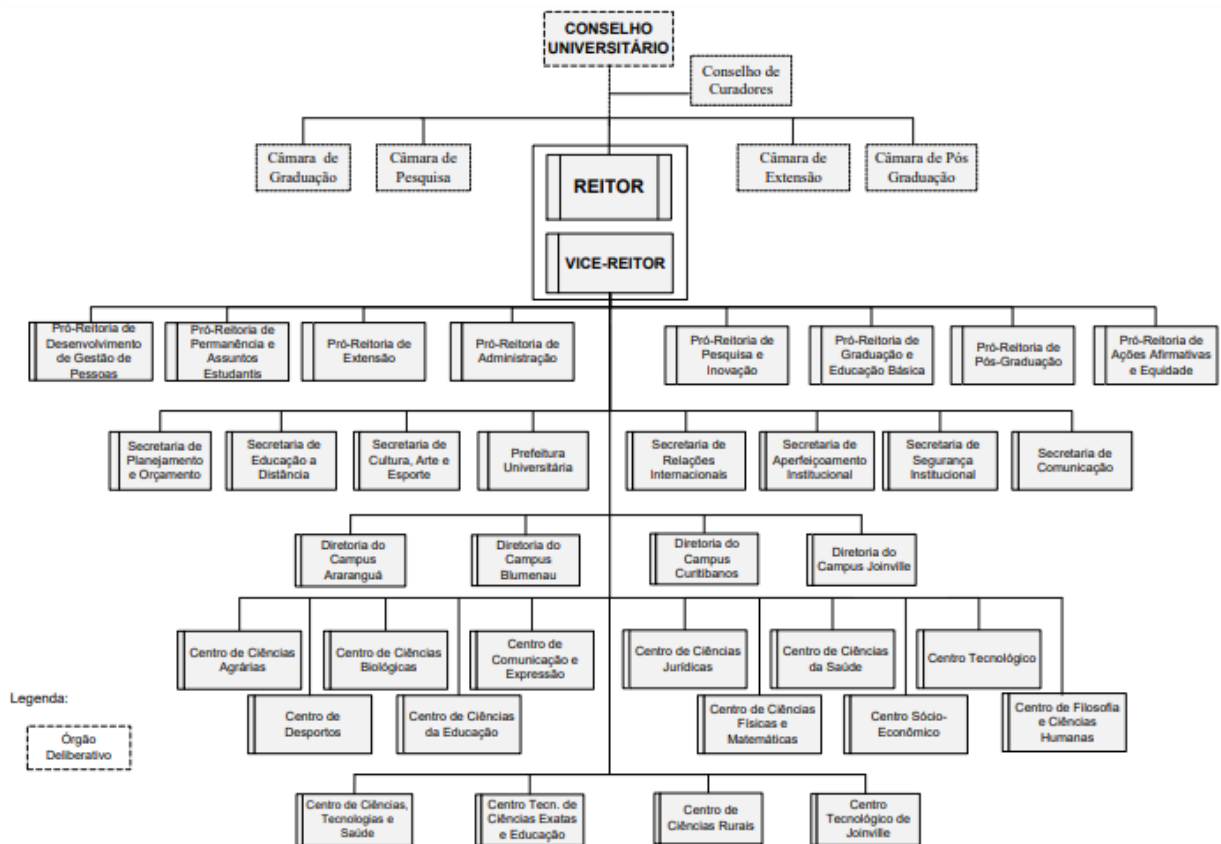 CONSELHO
UNIVERSITÁRIO
Conselho de
Curadores
Câmara de
Graduação
Câmara de
Pesquisa
Câmara de
Extensão
Câmara de Pós
Graduação
REITOR
VICE-REITOR
Pró-Reitoria de
Desenvolvimento
de Gestão de
Pessoas
Pró-Reitoria de
Permanência e
Assuntos
Estudantis
Pró-Reitoria de
Extensão
Pró-Reitoria de
Administração
Pró-Reitoria de
Pesquisa e
Inovação
Pró-Reitoria de
Graduação e
Educação Básica
Pró-Reitoria de
Pós-Graduação
Pró-Reitoria de
Ações Afirmativas
e Equidade
Secretaria de
Planejamento
e Orçamento
Secretaria de
Educação a
Distância
Secretaria de
Cultura, Arte e
Esporte
Prefeitura
Universitária
Secretaria de
Relações
Internacionais
Secretaria de
Aperfeiçoamento
Institucional
Secretaria de
Segurança
Institucional
Secretaria de
Comunicação
Diretoria do
Campus
Araranguá
Diretoria do
Campus
Blumenau
Diretoria do
Campus
Curitibanos
Diretoria do
Campus Joinville
Centro de Ciências
Agrárias
Centro de Ciências
Biológicas
Centro de
Comunicação e
Expressão
Centro de Ciências
Jurídicas
Centro de Ciências
da Saúde
Centro Tecnológico
Legenda:
Órgão
Deliberativo
Centro de
Desportos
Centro de Ciências
da Educação
Centro de Ciências
Físicas e
Matemáticas
Centro Sócio-
Econômico
Centro de Filosofia
e Ciências
Humanas
Centro de Ciências,
Tecnologias e
Saúde
Centro Tecn. de
Ciências Exatas
e Educação
Centro de
Ciências Rurais
Centro
Tecnológico de
Joinville